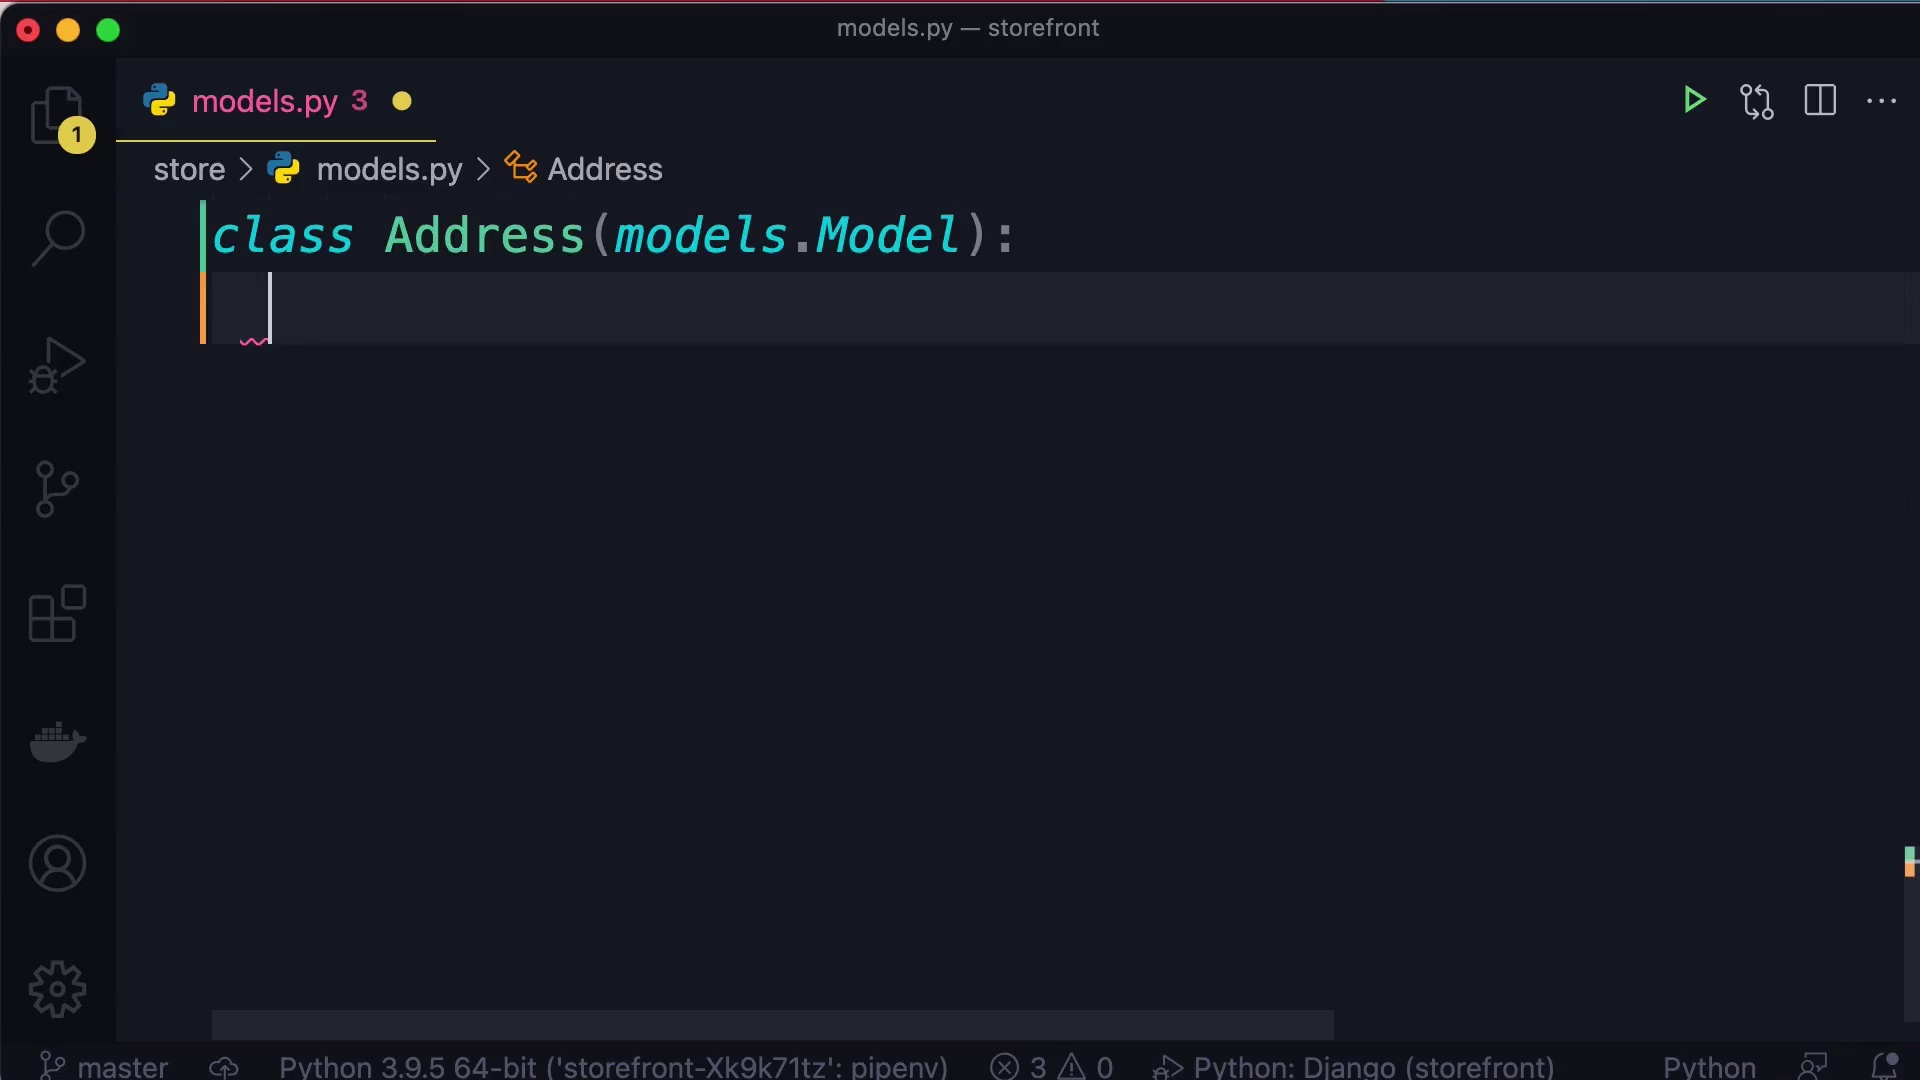 models.py — storefront
models.py 3
1
store > models.py > Address
class Address(models.Model):
master Python 3.9.5 64-bit ('storefront-Xk9k71tz': pipenv) 3 0 Python: Django (storefront) Python